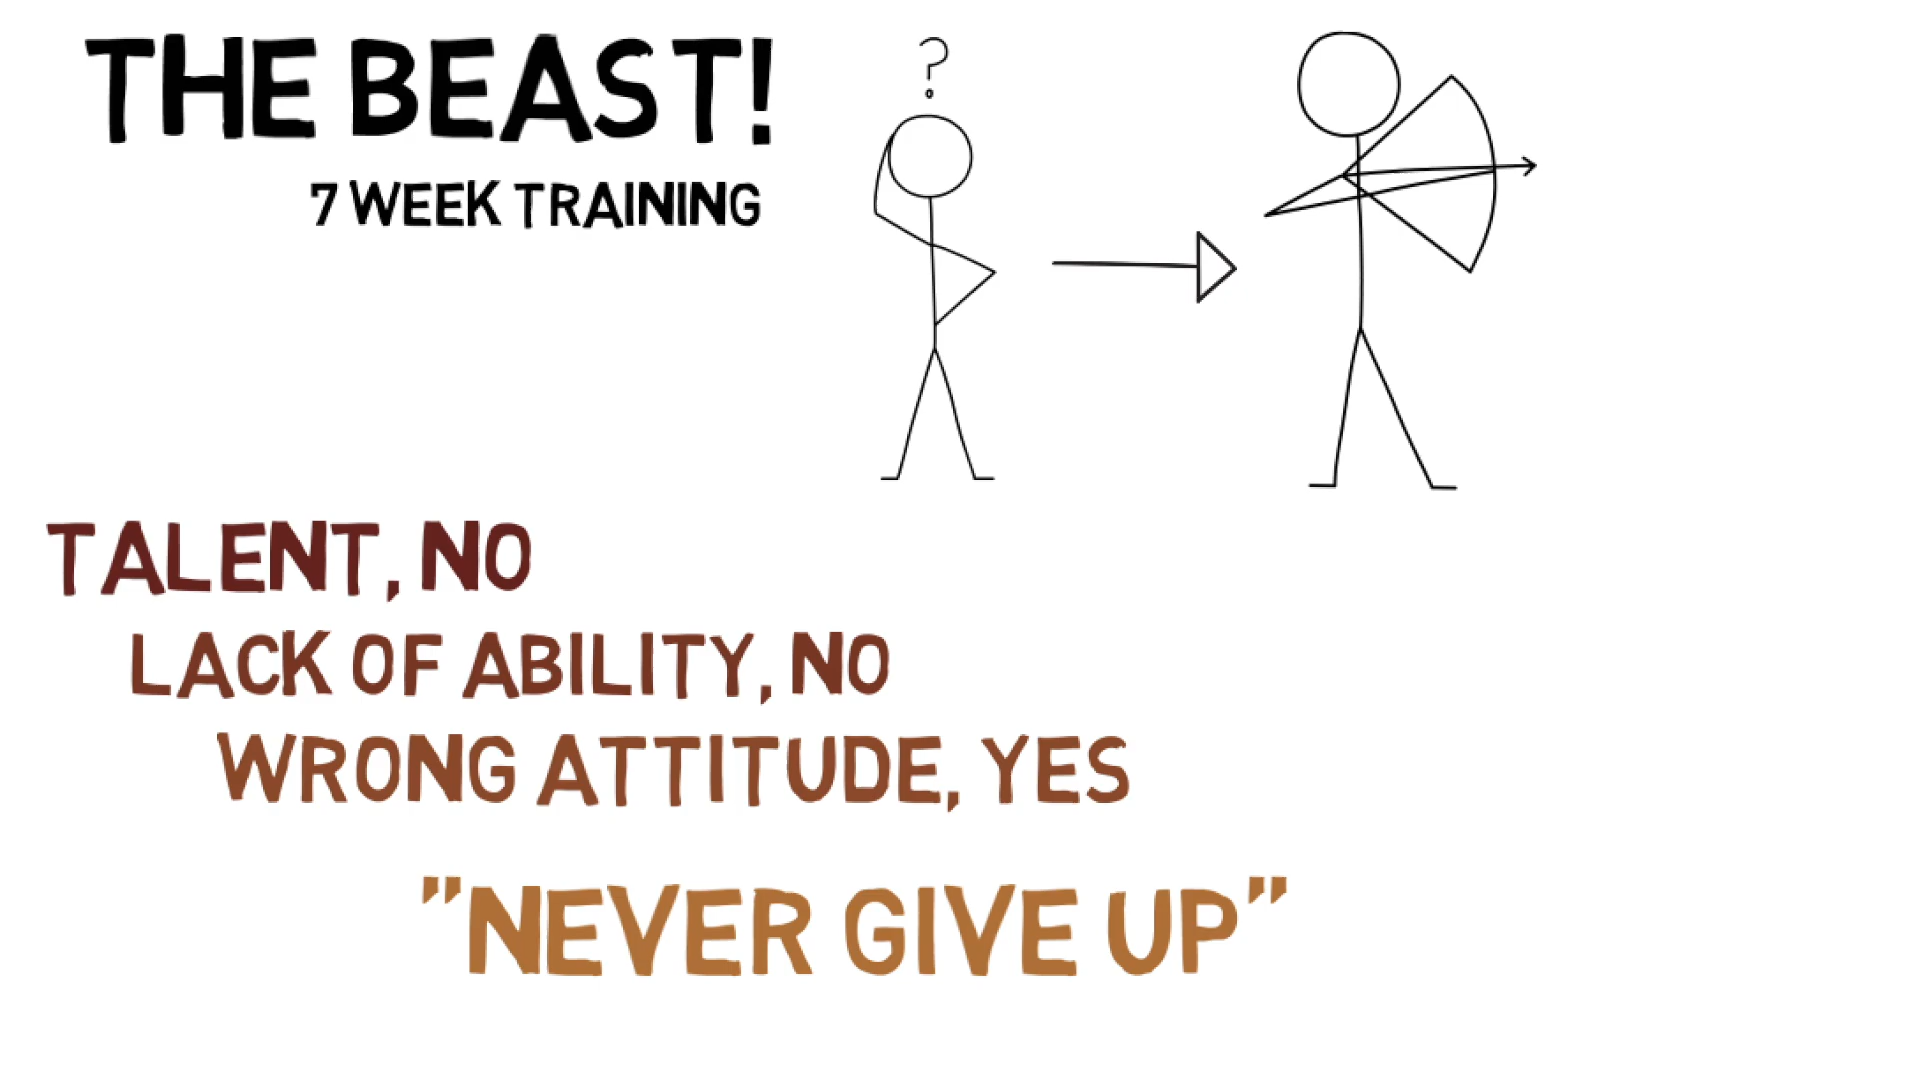 THE BEAST!
7 WEEK TRAINING
?
TALENT, NO
LACK OF ABILITY, NO
WRONG ATTITUDE, YES
"NEVER GIVE UP"